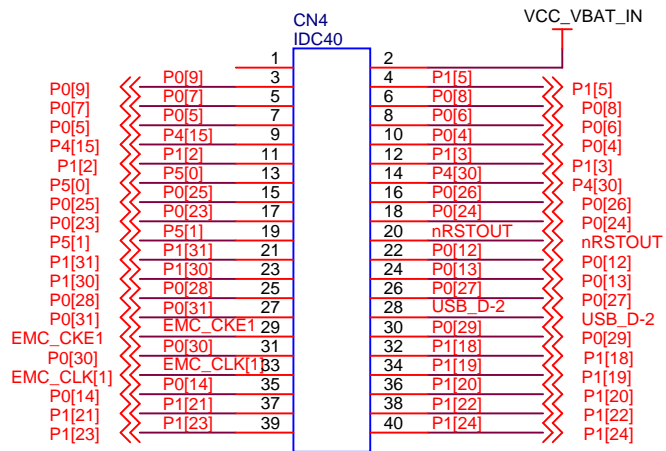 CN4
IDC40
VCC_VBAT_IN
1 2
P0[9] P0[9] 3 4 P1[5] P1[5]
P0[7] P0[7] 5 6 P0[8] P0[8]
P0[5] P0[5] 7 8 P0[6] P0[6]
P4[15] P4[15] 9 10 P0[4] P0[4]
P1[2] P1[2] 11 12 P1[3] P1[3]
P5[0] P5[0] 13 14 P4[30] P4[30]
P0[25] P0[25] 15 16 P0[26] P0[26]
P0[23] P0[23] 17 18 P0[24] P0[24]
P5[1] P5[1] 19 20 nRSTOUT nRSTOUT
P1[31] P1[31] 21 22 P0[12] P0[12]
P1[30] P1[30] 23 24 P0[13] P0[13]
P0[28] P0[28] 25 26 P0[27] P0[27]
P0[31] P0[31] 27 28 USB_D-2 USB_D-2
EMC_CKE1 EMC_CKE1 29 30 P0[29] P0[29]
P0[30] P0[30] 31 32 P1[18] P1[18]
EMC_CLK[1] EMC_CLK[1] 33 34 P1[19] P1[19]
P0[14] P0[14] 35 36 P1[20] P1[20]
P1[21] P1[21] 37 38 P1[22] P1[22]
P1[23] P1[23] 39 40 P1[24] P1[24]